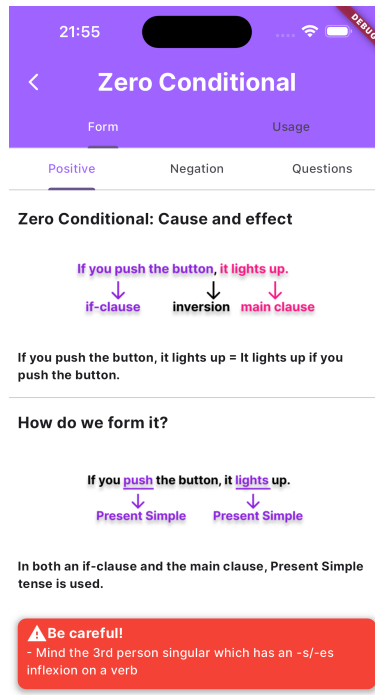 21:55
DEBUG
Zero Conditional
Form Usage
Positive Negation Questions
Zero Conditional: Cause and effect
If you push the button, it lights up.
if-clause inversion main clause
If you push the button, it lights up = It lights up if you
push the button.
How do we form it?
If you push the button, it lights up.
Present Simple Present Simple
In both an if-clause and the main clause, Present Simple
tense is used.
Be careful!
- Mind the 3rd person singular which has an -s/-es
inflexion on a verb